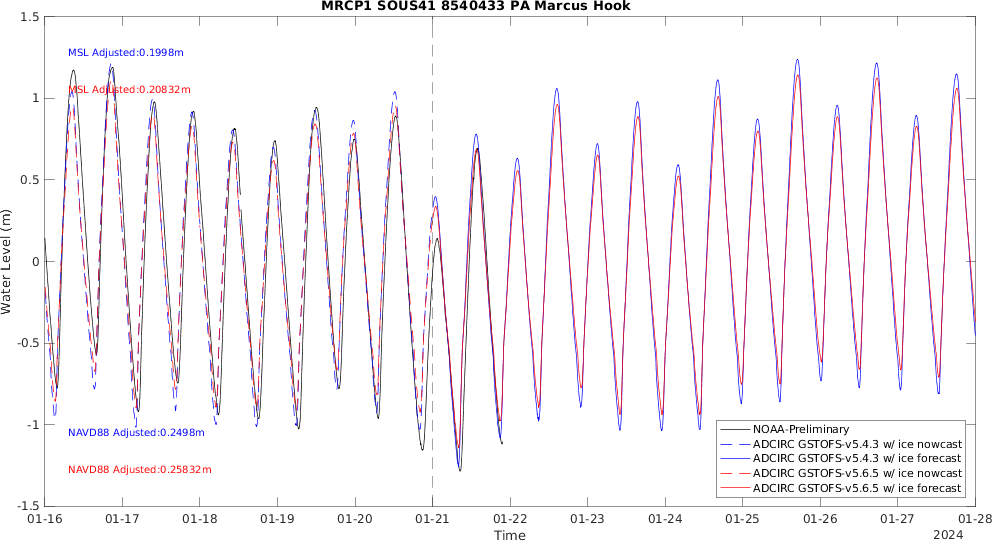 MRCP1 SOUS41 8540433 PA Marcus Hook
1.5
1
0.5
0
-0.5
-1
-1.5
Water Level (m)
MSL Adjusted:0.1998m
MSL Adjusted:0.20832m
NAVD88 Adjusted:0.2498m
NAVD88 Adjusted:0.25832m
NOAA-Preliminary
ADCIRC GSTOFS-v5.4.3 w/ ice nowcast
ADCIRC GSTOFS-v5.4.3 w/ ice forecast
ADCIRC GSTOFS-v5.6.5 w/ ice nowcast
ADCIRC GSTOFS-v5.6.5 w/ ice forecast
01-16 01-17 01-18 01-19 01-20 01-21 01-22 01-23 01-24 01-25 01-26 01-27 01-28
Time
2024